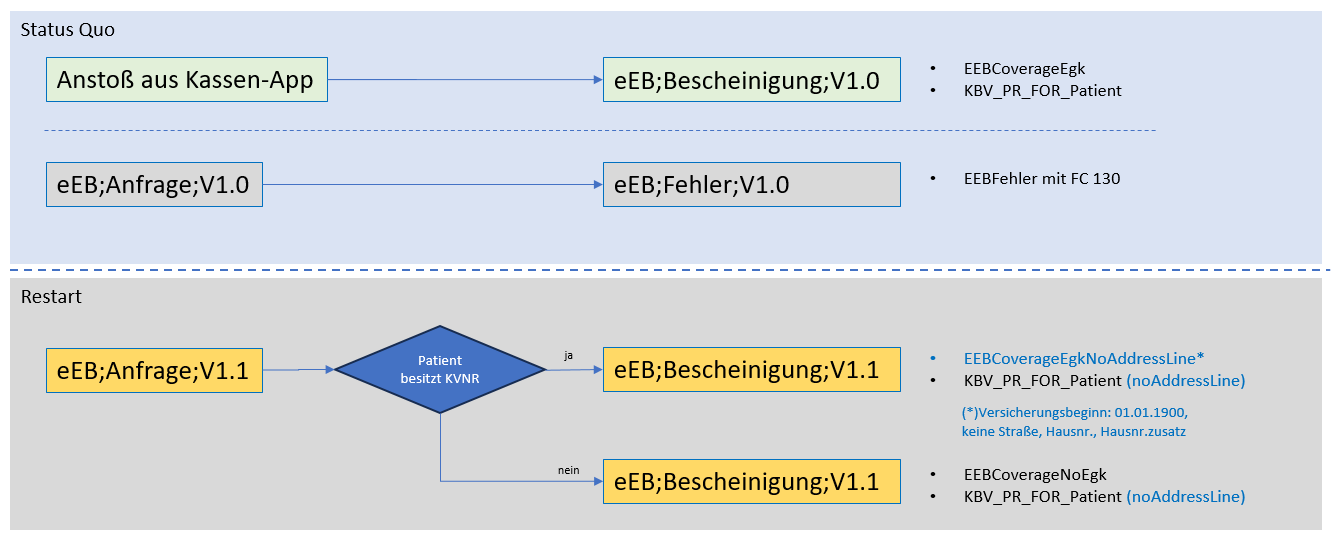 Status Quo
Anstoß aus Kassen-App
eEB;Bescheinigung;V1.0
• EEBCoverageEgk
• KBV_PR_FOR_Patient
eEB;Anfrage;V1.0
eEB;Fehler;V1.0
• EEBFehler mit FC 130
Restart
eEB;Anfrage;V1.1
Patient
besitzt KVNR
ja
eEB;Bescheinigung;V1.1
• EEBCoverageEgkNoAddressLine*
• KBV_PR_FOR_Patient (noAddressLine)
(*)Versicherungsbeginn: 01.01.1900,
keine Straße, Hausnr., Hausnr.zusatz
nein
eEB;Bescheinigung;V1.1
• EEBCoverageNoEgk
• KBV_PR_FOR_Patient (noAddressLine)